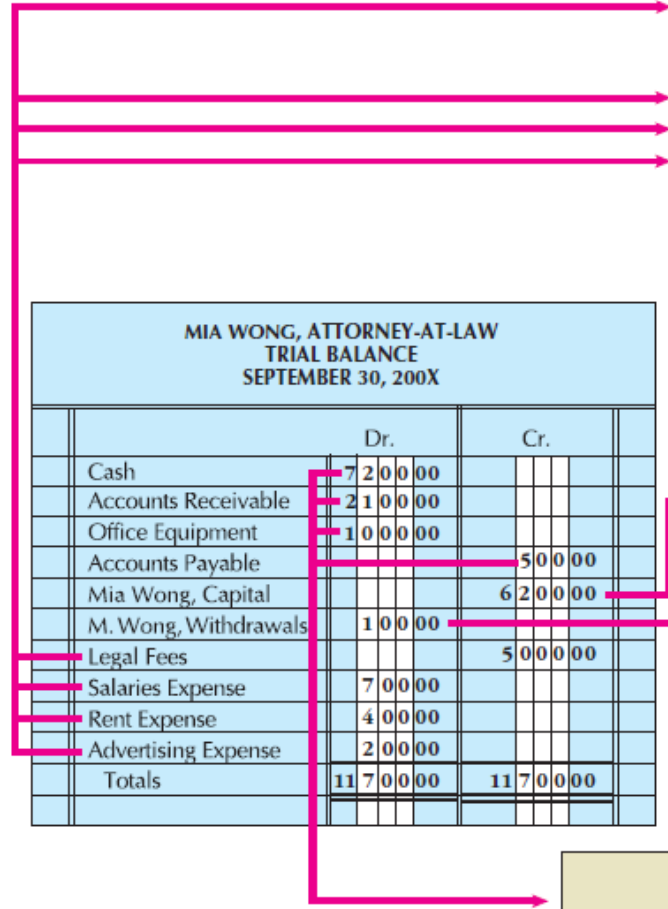 MIA WONG, ATTORNEY-AT-LAW
TRIAL BALANCE
SEPTEMBER 30, 200X
Dr. Cr.
Cash 7 2 0 0 00
Accounts Receivable 2 1 0 0 00
Office Equipment 1 0 0 0 00
Accounts Payable 5 0 0 00
Mia Wong, Capital 6 2 0 0 00
M. Wong, Withdrawals 1 0 0 00
Legal Fees 5 0 0 0 00
Salaries Expense 7 0 0 00
Rent Expense 4 0 0 00
Advertising Expense 2 0 0 00
Totals 11 7 0 0 00 11 7 0 0 00